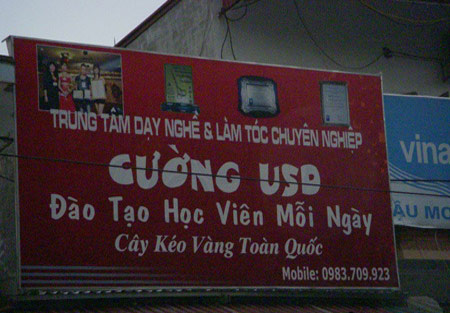 TRUNG TÂM DẠY NGHỀ & LÀM TÓC CHUYÊN NGHIỆP
CƯỜNG USD
Đào Tạo Học Viên Mỗi Ngày
Cây Kéo Vàng Toàn Quốc
Mobile: 0983.709.923
vina
ẬU MO